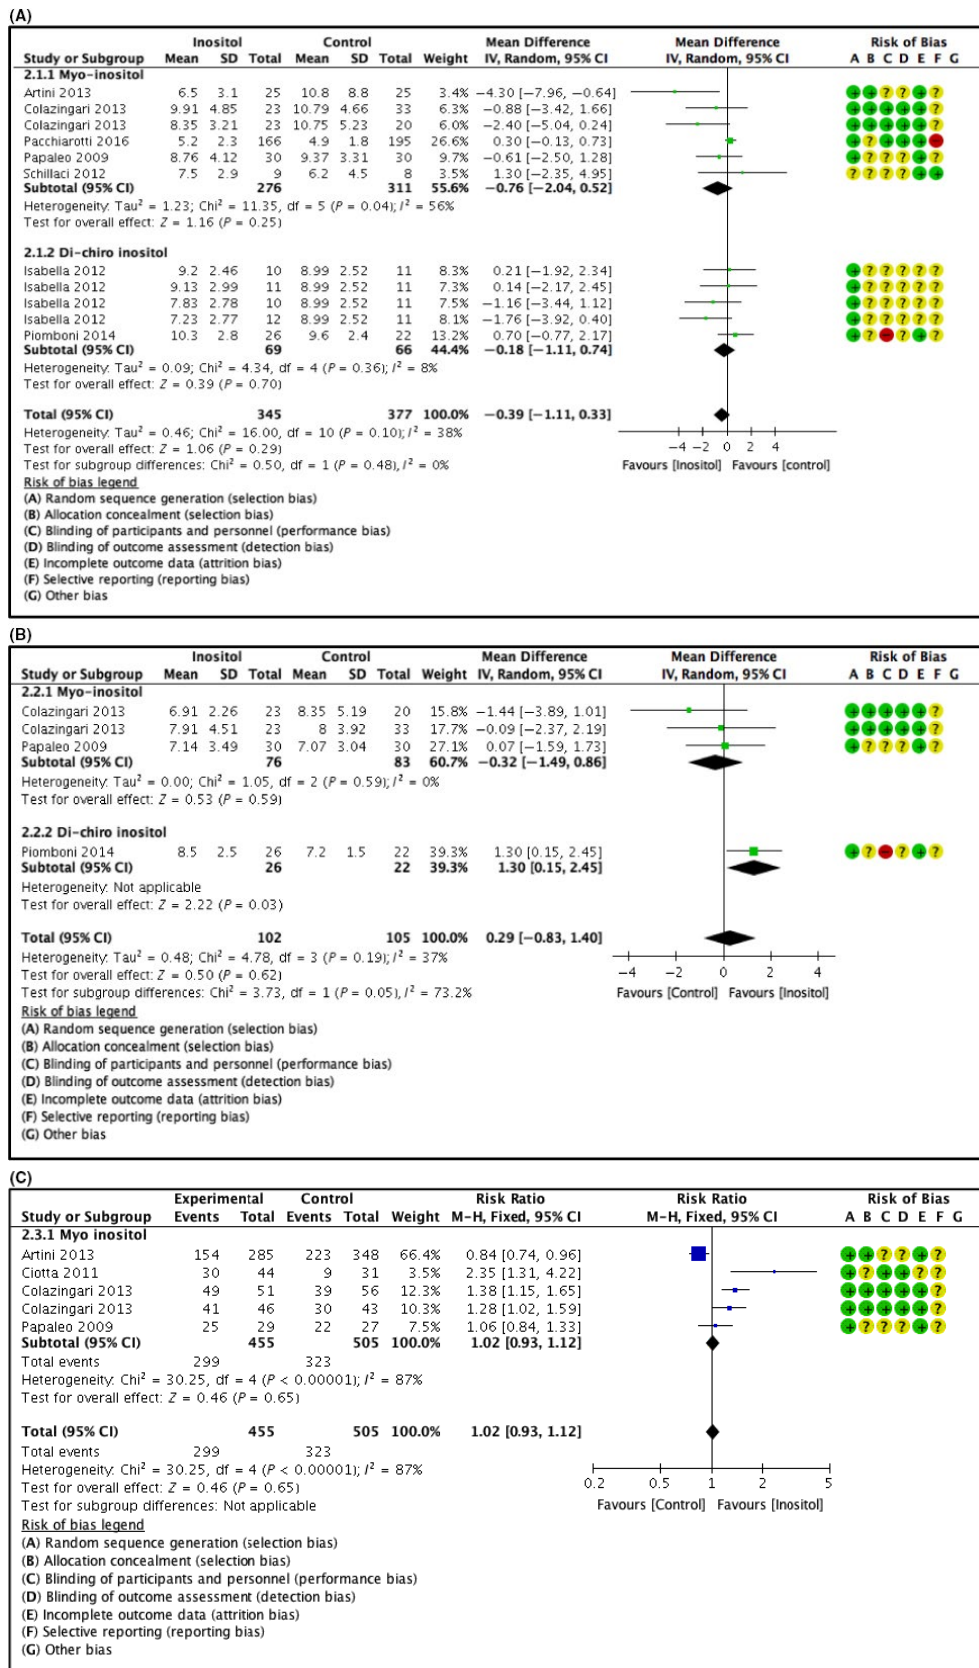 (A)
Inositol Control Mean Difference Mean Difference Risk of Bias
Study or Subgroup Mean SD Total Mean SD Total Weight IV, Random, 95% CI IV, Random, 95% CI A B C D E F G
2.1.1 Myo-inositol
Artini 2013 6.5 3.1 25 10.8 8.8 25 3.4% −4.30 [−7.96, −0.64] + + ? ? + ?
Colazingari 2013 9.91 4.85 23 10.79 4.66 33 6.3% −0.88 [−3.42, 1.66] + + + + + ?
Colazingari 2013 8.35 3.21 23 10.75 5.23 20 6.0% −2.40 [−5.04, 0.24] + + + + + ?
Pacchiarotti 2016 5.2 2.3 166 4.9 1.8 195 26.6% 0.30 [−0.13, 0.73] + ? + + +
Papaleo 2009 8.76 4.12 30 9.37 3.31 30 9.7% −0.61 [−2.50, 1.28] + ? ? ? + ?
Schillaci 2012 7.5 2.9 9 6.2 4.5 8 3.5% 1.30 [−2.35, 4.95] ? ? ? ? + +
Subtotal (95% CI) 276 311 55.6% −0.76 [−2.04, 0.52]
Heterogeneity: Tau² = 1.23; Chi² = 11.35, df = 5 (P = 0.04); I² = 56%
Test for overall effect: Z = 1.16 (P = 0.25)
2.1.2 Di-chiro inositol
Isabella 2012 9.2 2.46 10 8.99 2.52 11 8.3% 0.21 [−1.92, 2.34] + ? ? ? ? ?
Isabella 2012 9.13 2.99 11 8.99 2.52 11 7.3% 0.14 [−2.17, 2.45] + ? ? ? ? ?
Isabella 2012 7.83 2.78 10 8.99 2.52 11 7.5% −1.16 [−3.44, 1.12] + ? ? ? ? ?
Isabella 2012 7.23 2.77 12 8.99 2.52 11 8.1% −1.76 [−3.92, 0.40] + ? ? ? ? ?
Piomboni 2014 10.3 2.8 26 9.6 2.4 22 13.2% 0.70 [−0.77, 2.17] + ? − ? ? ?
Subtotal (95% CI) 69 66 44.4% −0.18 [−1.11, 0.74]
Heterogeneity: Tau² = 0.09; Chi² = 4.34, df = 4 (P = 0.36); I² = 8%
Test for overall effect: Z = 0.39 (P = 0.70)
Total (95% CI) 345 377 100.0% −0.39 [−1.11, 0.33]
Heterogeneity: Tau² = 0.46; Chi² = 16.00, df = 10 (P = 0.10); I² = 38%
Test for overall effect: Z = 1.06 (P = 0.29)
−4 −2 0 2 4
Test for subgroup differences: Chi² = 0.50, df = 1 (P = 0.48), I² = 0%
Favours [Inositol] Favours [control]
Risk of bias legend
(A) Random sequence generation (selection bias)
(B) Allocation concealment (selection bias)
(C) Blinding of participants and personnel (performance bias)
(D) Blinding of outcome assessment (detection bias)
(E) Incomplete outcome data (attrition bias)
(F) Selective reporting (reporting bias)
(G) Other bias
(B)
Inositol Control Mean Difference Mean Difference Risk of Bias
Study or Subgroup Mean SD Total Mean SD Total Weight IV, Random, 95% CI IV, Random, 95% CI A B C D E F G
2.2.1 Myo-inositol
Colazingari 2013 6.91 2.26 23 8.35 5.19 20 15.8% −1.44 [−3.89, 1.01] + + + + + ?
Colazingari 2013 7.91 4.51 23 8 3.92 33 17.7% −0.09 [−2.37, 2.19] + + + + + ?
Papaleo 2009 7.14 3.49 30 7.07 3.04 30 27.1% 0.07 [−1.59, 1.73] + ? ? ? + ?
Subtotal (95% CI) 76 83 60.7% −0.32 [−1.49, 0.86]
Heterogeneity: Tau² = 0.00; Chi² = 1.05, df = 2 (P = 0.59); I² = 0%
Test for overall effect: Z = 0.53 (P = 0.59)
2.2.2 Di-chiro inositol
Piomboni 2014 8.5 2.5 26 7.2 1.5 22 39.3% 1.30 [0.15, 2.45] + ? − ? + ?
Subtotal (95% CI) 26 22 39.3% 1.30 [0.15, 2.45]
Heterogeneity: Not applicable
Test for overall effect: Z = 2.22 (P = 0.03)
Total (95% CI) 102 105 100.0% 0.29 [−0.83, 1.40]
Heterogeneity: Tau² = 0.48; Chi² = 4.78, df = 3 (P = 0.19); I² = 37%
Test for overall effect: Z = 0.50 (P = 0.62)
−4 −2 0 2 4
Test for subgroup differences: Chi² = 3.73, df = 1 (P = 0.05), I² = 73.2%
Favours [Control] Favours [Inositol]
Risk of bias legend
(A) Random sequence generation (selection bias)
(B) Allocation concealment (selection bias)
(C) Blinding of participants and personnel (performance bias)
(D) Blinding of outcome assessment (detection bias)
(E) Incomplete outcome data (attrition bias)
(F) Selective reporting (reporting bias)
(G) Other bias
(C)
Experimental Control Risk Ratio Risk Ratio Risk of Bias
Study or Subgroup Events Total Events Total Weight M-H, Fixed, 95% CI M-H, Fixed, 95% CI A B C D E F G
2.3.1 Myo inositol
Artini 2013 154 285 223 348 66.4% 0.84 [0.74, 0.96] + + ? ? + ?
Ciotta 2011 30 44 9 31 3.5% 2.35 [1.31, 4.22] + ? + + ? ?
Colazingari 2013 49 51 39 56 12.3% 1.38 [1.15, 1.65] + + + + + ?
Colazingari 2013 41 46 30 43 10.3% 1.28 [1.02, 1.59] + + + + + ?
Papaleo 2009 25 29 22 27 7.5% 1.06 [0.84, 1.33] + ? ? ? + ?
Subtotal (95% CI) 455 505 100.0% 1.02 [0.93, 1.12]
Total events 299 323
Heterogeneity: Chi² = 30.25, df = 4 (P < 0.00001); I² = 87%
Test for overall effect: Z = 0.46 (P = 0.65)
Total (95% CI) 455 505 100.0% 1.02 [0.93, 1.12]
Total events 299 323
Heterogeneity: Chi² = 30.25, df = 4 (P < 0.00001); I² = 87%
Test for overall effect: Z = 0.46 (P = 0.65)
0.2 0.5 1 2 5
Test for subgroup differences: Not applicable
Favours [Control] Favours [Inositol]
Risk of bias legend
(A) Random sequence generation (selection bias)
(B) Allocation concealment (selection bias)
(C) Blinding of participants and personnel (performance bias)
(D) Blinding of outcome assessment (detection bias)
(E) Incomplete outcome data (attrition bias)
(F) Selective reporting (reporting bias)
(G) Other bias